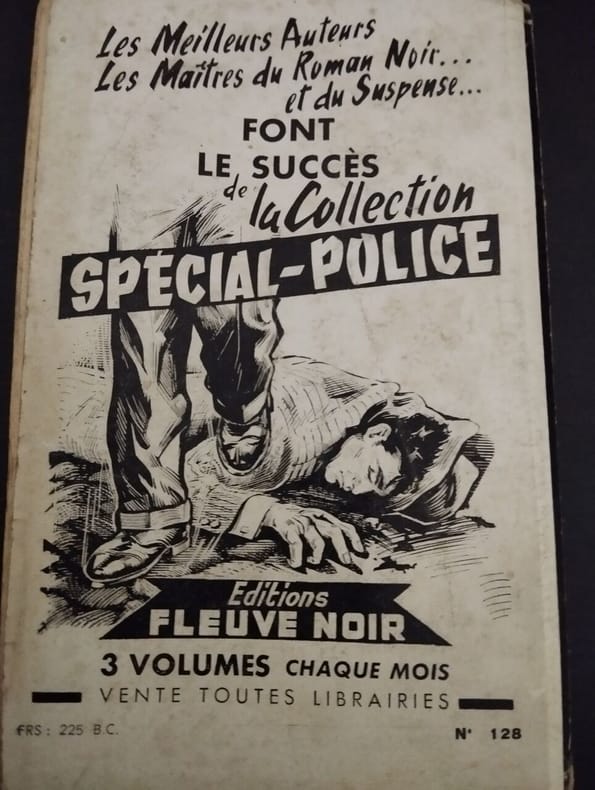 Les Meilleurs Auteurs
Les Maîtres du Roman Noir...
et du Suspense...
FONT
LE SUCCÈS
de la Collection
SPÉCIAL-POLICE
Editions
FLEUVE NOIR
3 VOLUMES CHAQUE MOIS
VENTE TOUTES LIBRAIRIES
FRS : 225 B.C.
N° 128